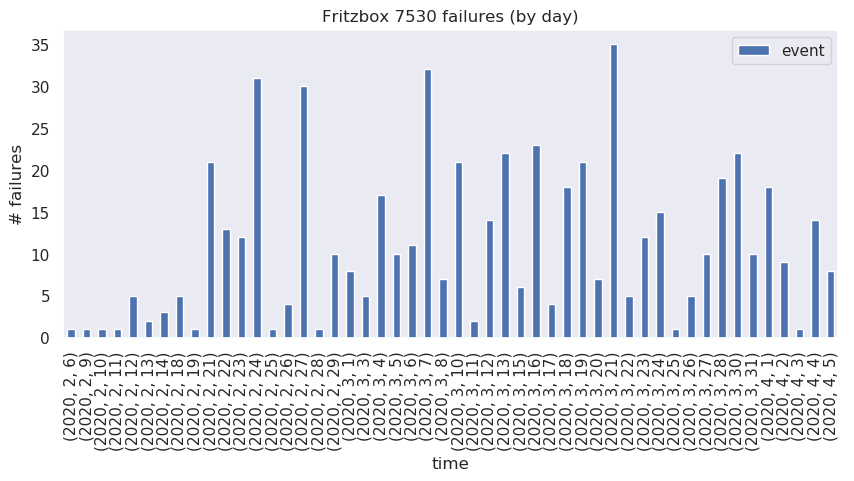 Fritzbox 7530 failures (by day)
event
# failures
35
30
25
20
15
10
5
0
(2020, 2, 6)
(2020, 2, 9)
(2020, 2, 10)
(2020, 2, 11)
(2020, 2, 12)
(2020, 2, 13)
(2020, 2, 14)
(2020, 2, 18)
(2020, 2, 19)
(2020, 2, 21)
(2020, 2, 22)
(2020, 2, 23)
(2020, 2, 24)
(2020, 2, 25)
(2020, 2, 26)
(2020, 2, 27)
(2020, 2, 28)
(2020, 2, 29)
(2020, 3, 1)
(2020, 3, 3)
(2020, 3, 4)
(2020, 3, 5)
(2020, 3, 6)
(2020, 3, 7)
(2020, 3, 8)
(2020, 3, 10)
(2020, 3, 11)
(2020, 3, 12)
(2020, 3, 13)
(2020, 3, 15)
(2020, 3, 16)
(2020, 3, 17)
(2020, 3, 18)
(2020, 3, 19)
(2020, 3, 20)
(2020, 3, 21)
(2020, 3, 22)
(2020, 3, 23)
(2020, 3, 24)
(2020, 3, 25)
(2020, 3, 26)
(2020, 3, 27)
(2020, 3, 28)
(2020, 3, 30)
(2020, 3, 31)
(2020, 4, 1)
(2020, 4, 2)
(2020, 4, 3)
(2020, 4, 4)
(2020, 4, 5)
time